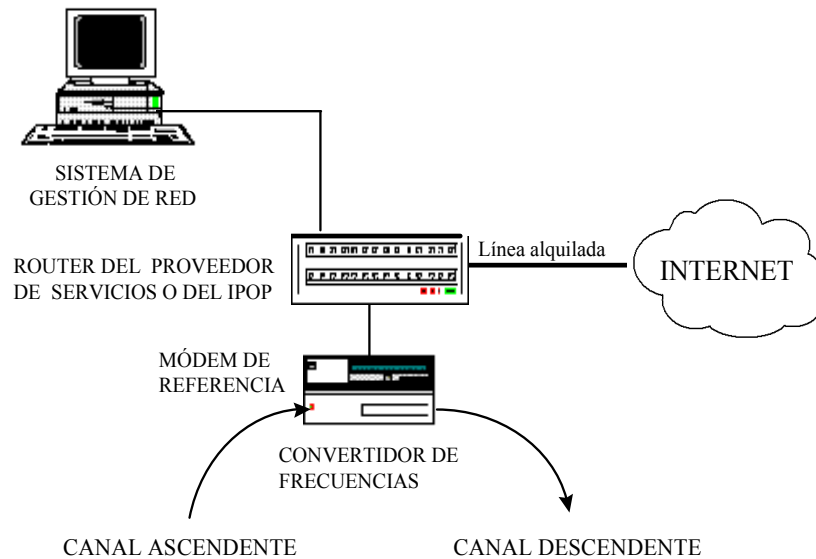 SISTEMA DE
GESTIÓN DE RED
ROUTER DEL PROVEEDOR
DE SERVICIOS O DEL IPOP
Línea alquilada
INTERNET
MÓDEM DE
REFERENCIA
CONVERTIDOR DE
FRECUENCIAS
CANAL ASCENDENTE
CANAL DESCENDENTE